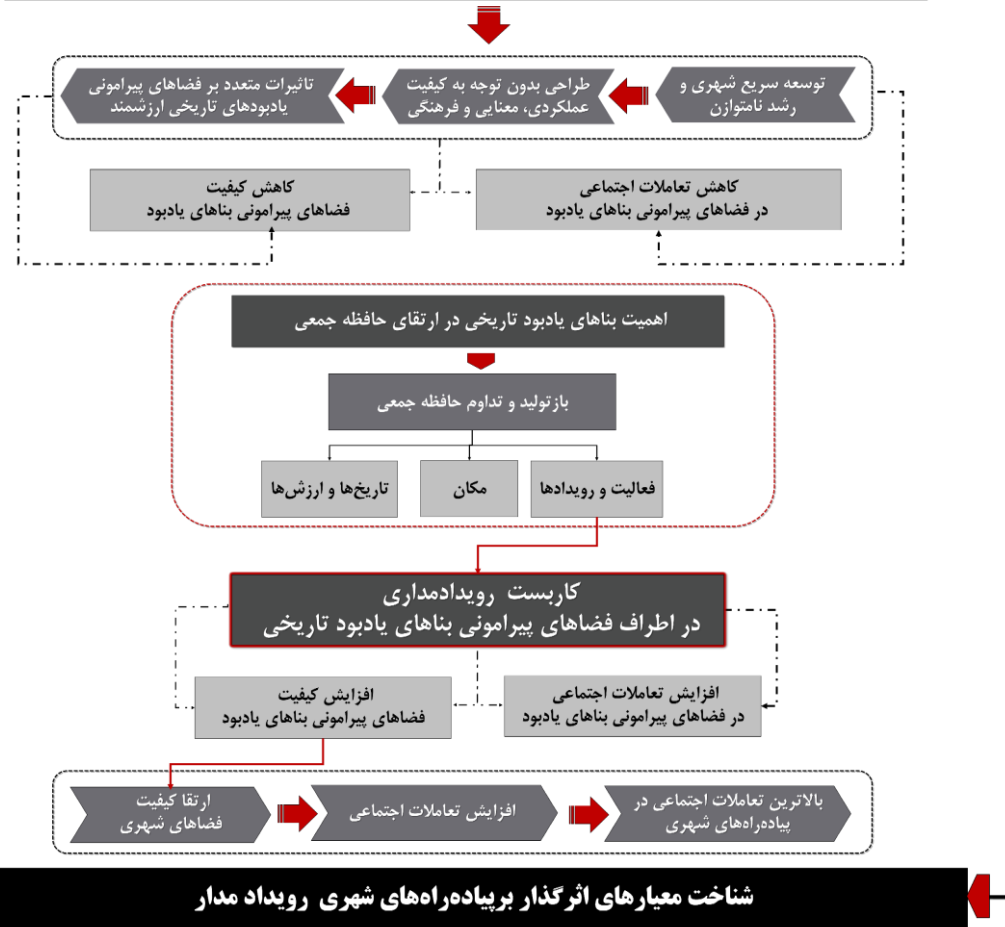 توسعه سریع شهری و
رشد نامتوازن
طراحی بدون توجه به کیفیت
عملکردی، معنایی و فرهنگی
تاثیرات متعدد بر فضاهای پیرامونی
یادبودهای تاریخی ارزشمند
کاهش تعاملات اجتماعی
در فضاهای پیرامونی بناهای یادبود
کاهش کیفیت
فضاهای پیرامونی بناهای یادبود
اهمیت بناهای یادبود تاریخی در ارتقای حافظه جمعی
بازتولید و تداوم حافظه جمعی
فعالیت و رویدادها
مکان
تاریخ‌ها و ارزش‌ها
کاربست رویدادمداری
در اطراف فضاهای پیرامونی بناهای یادبود تاریخی
افزایش تعاملات اجتماعی
در فضاهای پیرامونی بناهای یادبود
افزایش کیفیت
فضاهای پیرامونی بناهای یادبود
بالاترین تعاملات اجتماعی در
پیاده‌راه‌های شهری
افزایش تعاملات اجتماعی
ارتقا کیفیت
فضاهای شهری
شناخت معیارهای اثرگذار برپیاده‌راه‌های شهری رویداد مدار